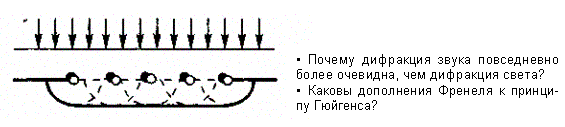 ▪ Почему дифракция звука повседневно
более очевидна, чем дифракция света?
▪ Каковы дополнения Френеля к принци-
пу Гюйгенса?